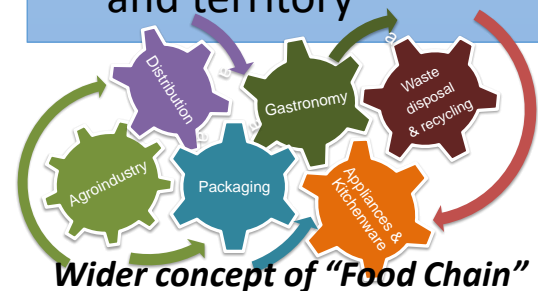 and territory
Distribution
Gastronomy
Waste
disposal
& recycling
Agroindustry
Packaging
Appliances &
Kitchenware
Wider concept of “Food Chain”